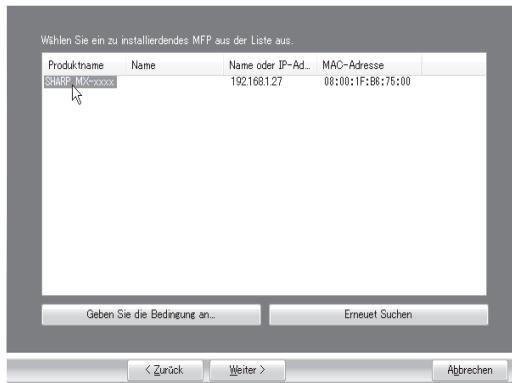 Wählen Sie ein zu installierdendes MFP aus der Liste aus.
Produktname Name Name oder IP-Ad... MAC-Adresse
SHARP MX-xxxx 192.168.1.27 08:00:1F:B6:75:00
Geben Sie die Bedingung an... Erneuet Suchen
< Zurück Weiter > Abbrechen